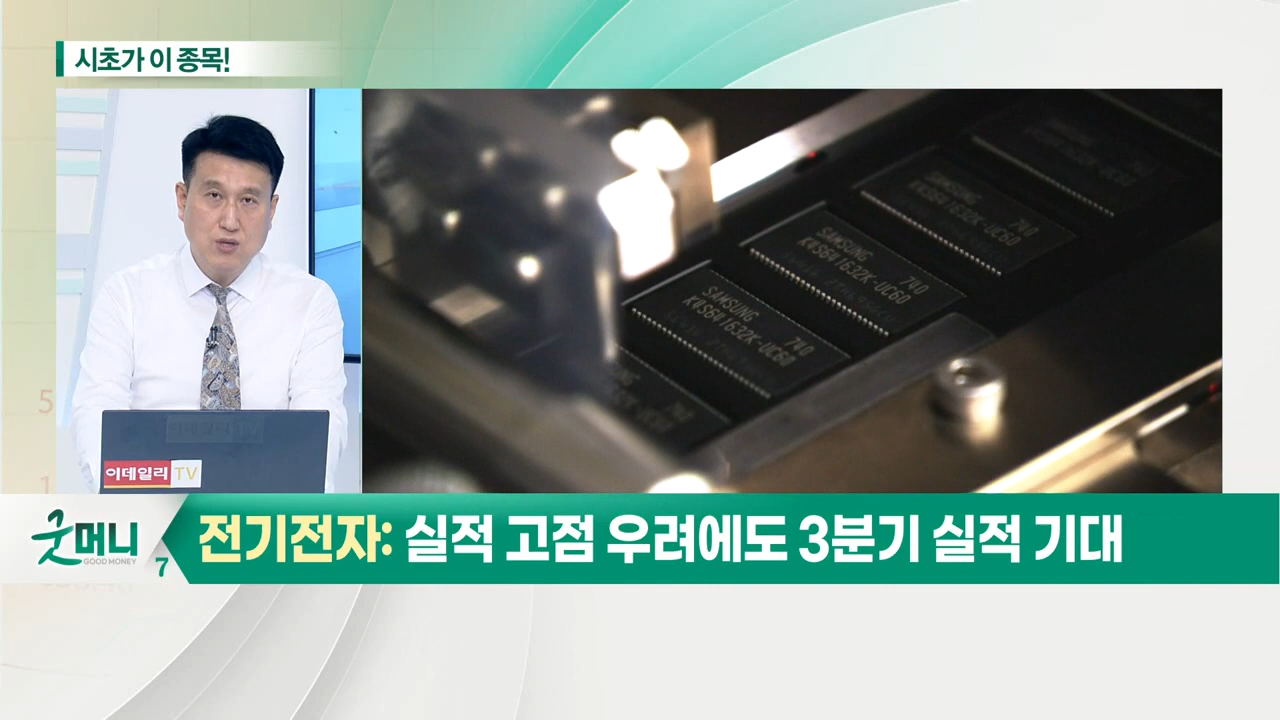 시초가 이 종목!
SAMSUNG 740
K4S641632K-UC60
SAMSUNG 740
K4S641632K-UC60
SAMSUNG 740
K4S641632K-UC60
이데일리 TV
전기전자: 실적 고점 우려에도 3분기 실적 기대
굿머니
GOOD MONEY
7